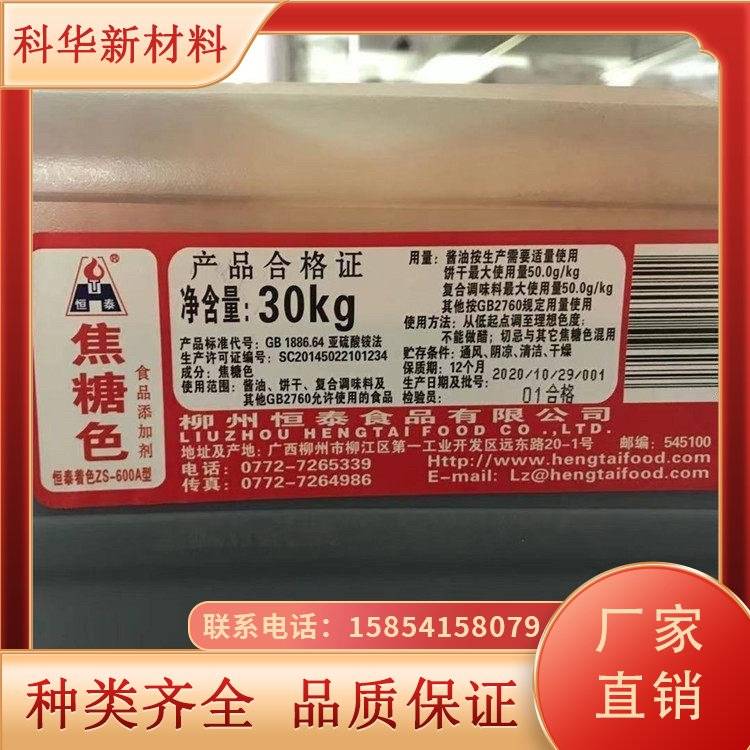 科华新材料
恒泰
®
焦糖色
食品添加剂
恒泰着色ZS-600A型
产品合格证
净含量：30kg
产品标准代号：GB 1886.64 亚硫酸铵法
生产许可证编号：SC20145022101234
成分：焦糖色
使用范围：酱油、饼干、复合调味料及
其他GB2760允许使用的食品
用量：酱油按生产需要适量使用
饼干最大使用量50.0g/kg
复合调味料最大使用量50.0g/kg
其他按GB2760规定用量使用
使用方法：从低起点调至理想色度；
不能做醋；切忌与其它焦糖色混用
贮存条件：通风、阴凉、清洁、干燥
保质期：12个月
生产日期及批号：2020/10/29/001
检验员：01合格
柳州恒泰食品有限公司
LIUZHOU HENGTAI FOOD CO.,LTD.
地址及产地：广西柳州市柳江区第一工业开发区远东路20-1号 邮编：545100
电话：0772-7265339 Http://www.hengtaifood.com
传真：0772-7264986 E-mail: Lz@hengtaifood.com
联系电话：15854158079
厂家
直销
种类齐全 品质保证